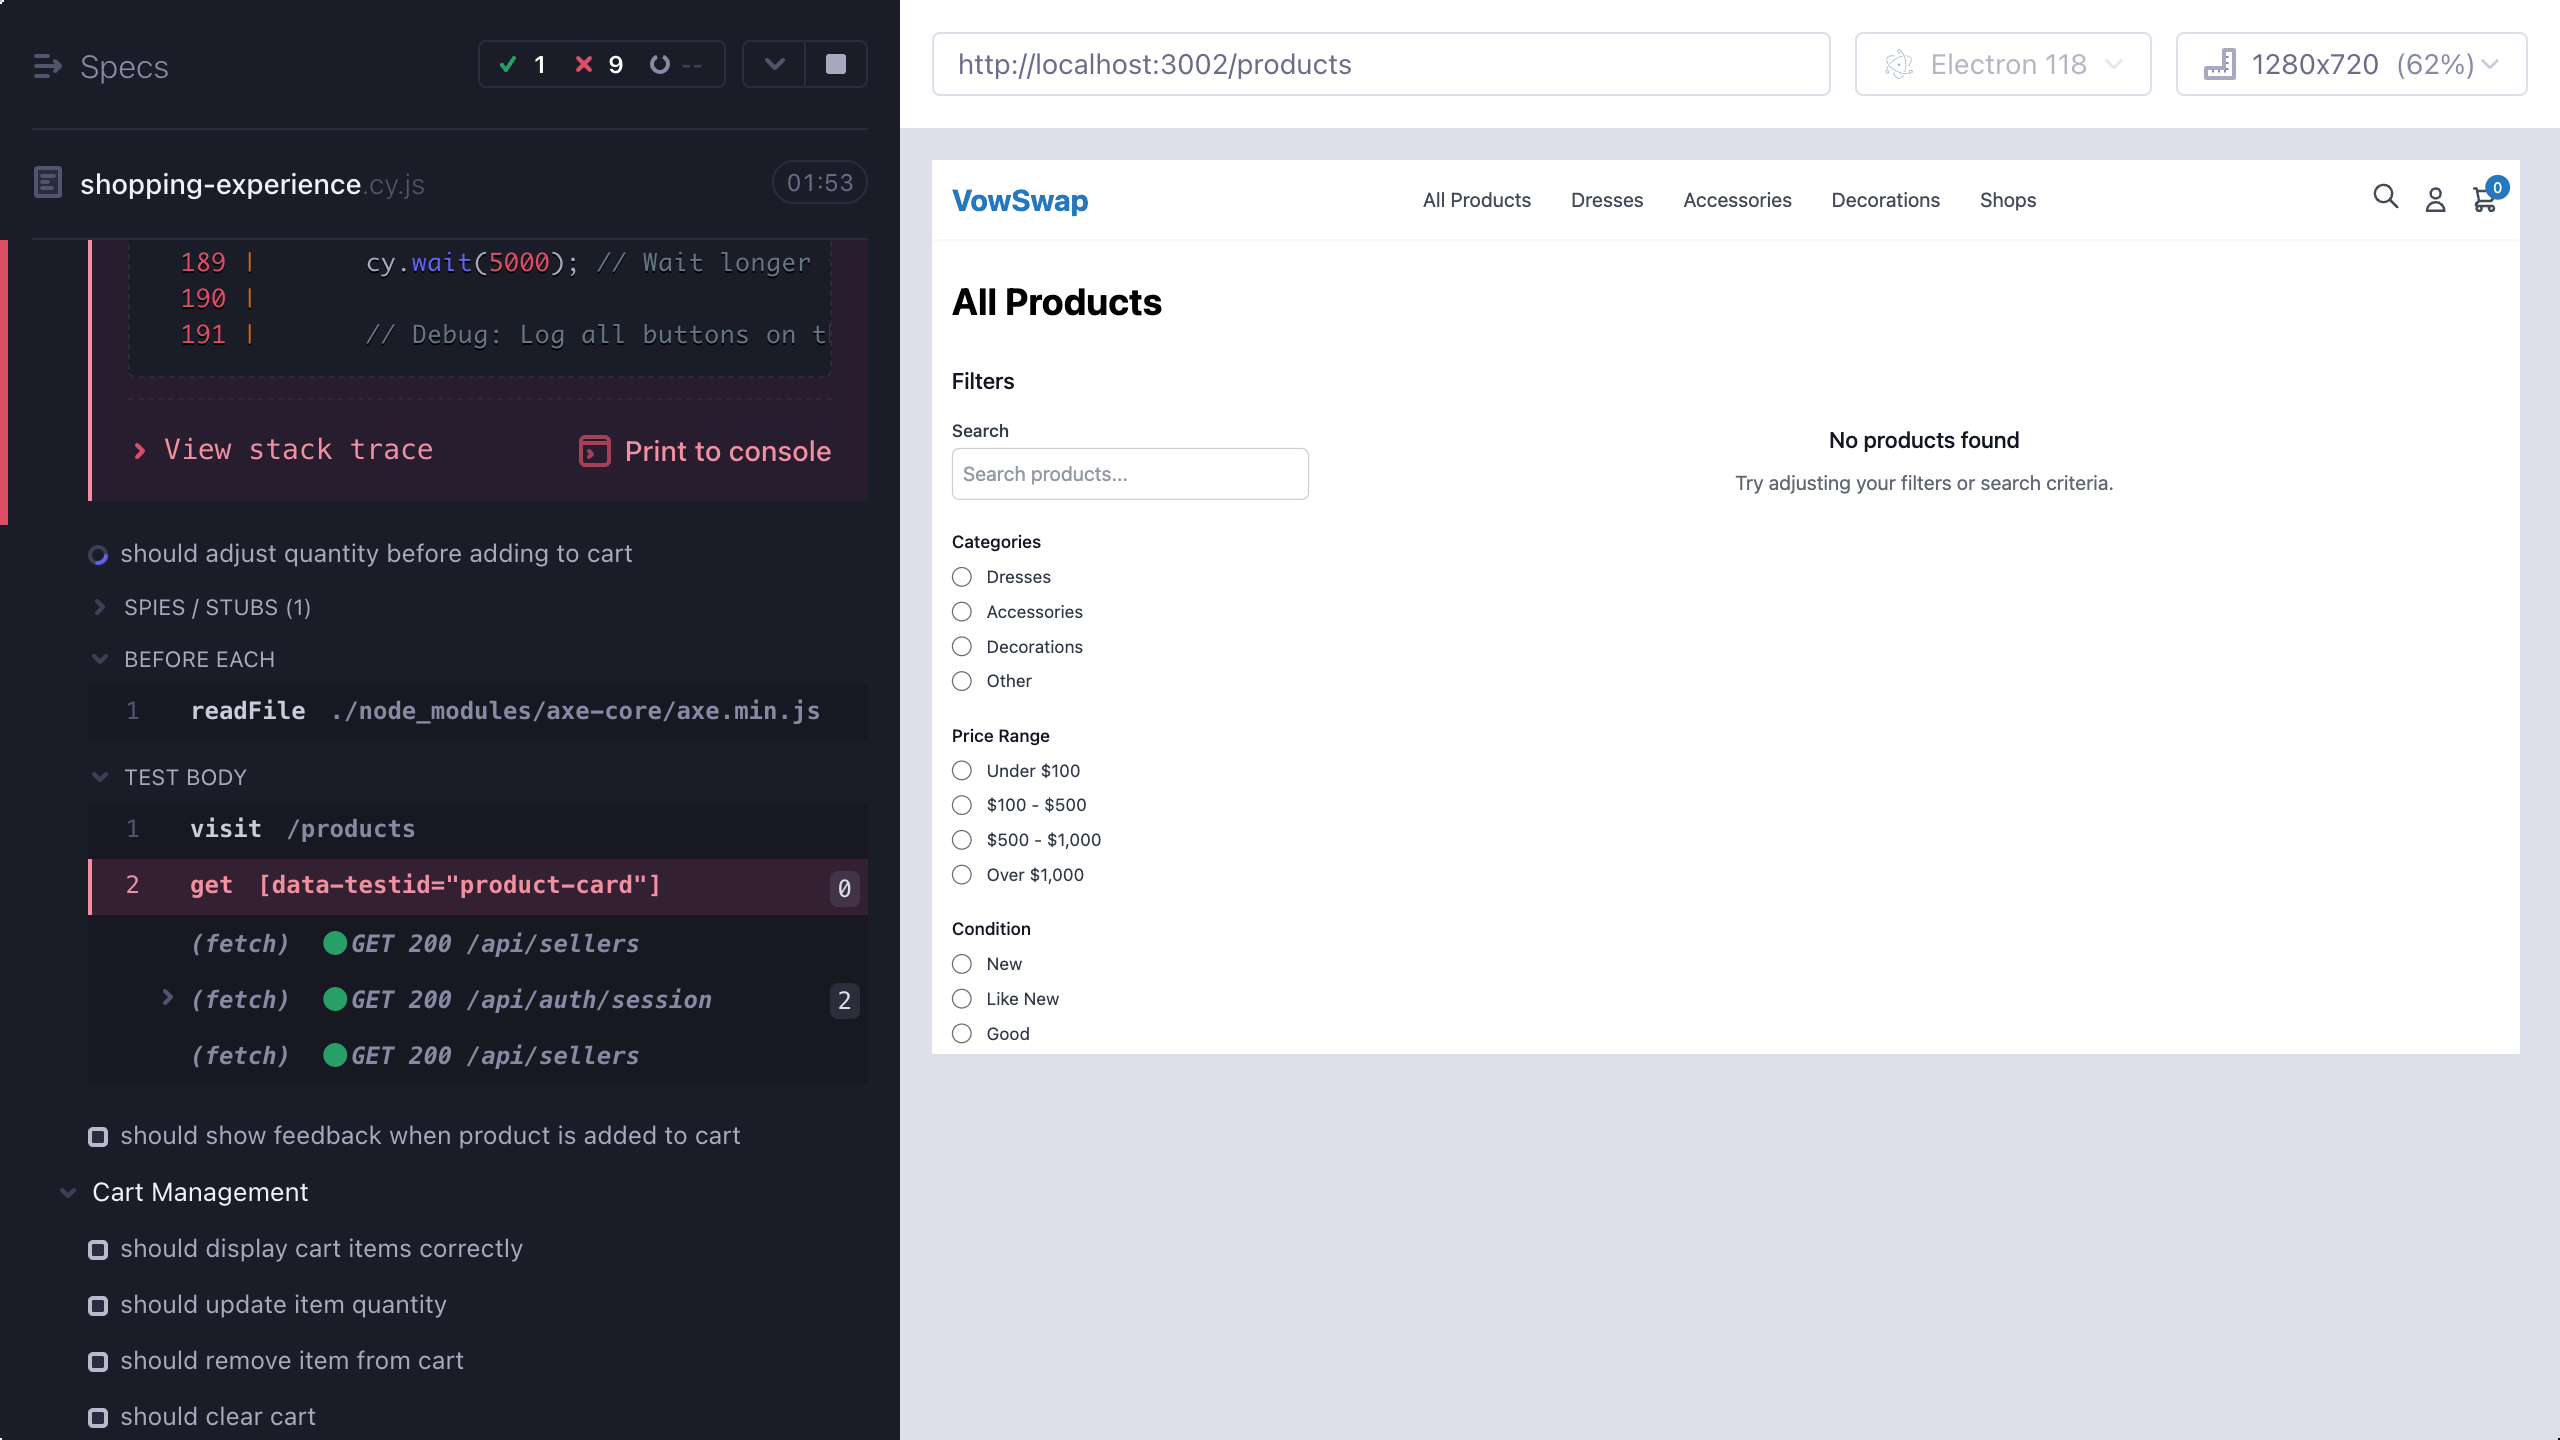 Specs
1 9 --
shopping-experience.cy.js
01:53
189 | cy.wait(5000); // Wait longer
190 |
191 | // Debug: Log all buttons on
View stack trace
Print to console
should adjust quantity before adding to cart
SPIES / STUBS (1)
BEFORE EACH
1 readFile ./node_modules/axe-core/axe.min.js
TEST BODY
1 visit /products
2 get [data-testid="product-card"] 0
(fetch) GET 200 /api/sellers
(fetch) GET 200 /api/auth/session 2
(fetch) GET 200 /api/sellers
should show feedback when product is added to cart
Cart Management
should display cart items correctly
should update item quantity
should remove item from cart
should clear cart
http://localhost:3002/products
Electron 118
1280x720 (62%)
VowSwap
All Products
Dresses
Accessories
Decorations
Shops
0
All Products
Filters
Search
Search products...
Categories
Dresses
Accessories
Decorations
Other
Price Range
Under $100
$100 - $500
$500 - $1,000
Over $1,000
Condition
New
Like New
Good
No products found
Try adjusting your filters or search criteria.